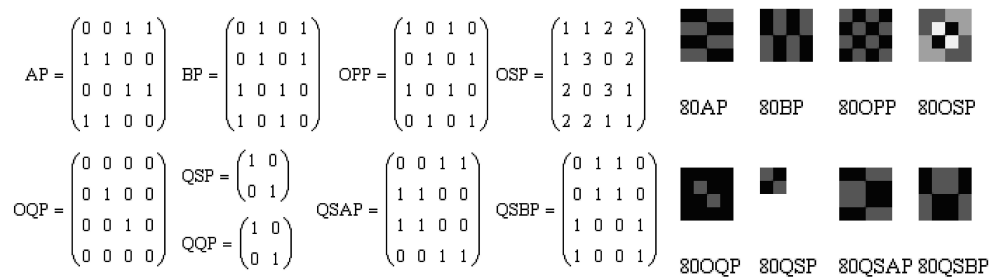 AP =
0 0 1 1
1 1 0 0
0 0 1 1
1 1 0 0
BP =
0 1 0 1
0 1 0 1
1 0 1 0
1 0 1 0
OPP =
1 0 1 0
0 1 0 1
1 0 1 0
0 1 0 1
OSP =
1 1 2 2
1 3 0 2
2 0 3 1
2 2 1 1
80AP 80BP 80OPP 80OSP
OQP =
0 0 0 0
0 1 0 0
0 0 1 0
0 0 0 0
QSP =
1 0
0 1
QQP =
1 0
0 1
QSAP =
0 0 1 1
1 1 0 0
1 1 0 0
0 0 1 1
QSBP =
0 1 1 0
0 1 1 0
1 0 0 1
1 0 0 1
80OQP 80QSP 80QSAP 80QSBP